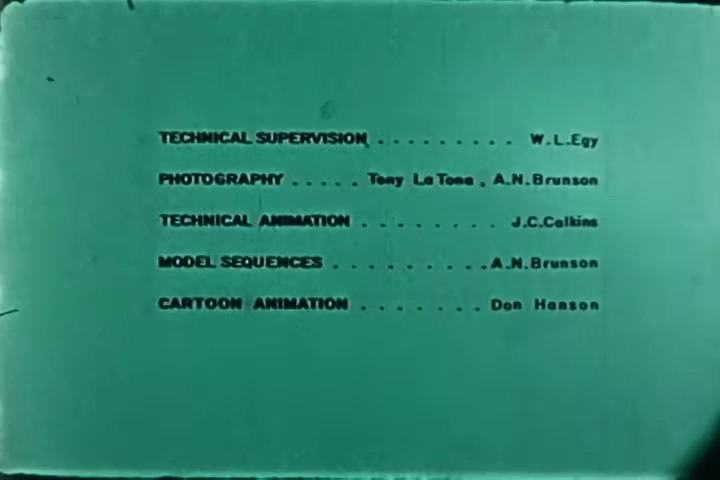 TECHNICAL SUPERVISION . . . . . . . . . W.L.Egy
PHOTOGRAPHY . . . . . Tony La Tona , A.N.Brunson
TECHNICAL ANIMATION . . . . . . . . J.C.Calkins
MODEL SEQUENCES . . . . . . . . . A.N.Brunson
CARTOON ANIMATION . . . . . . . Don Hanson